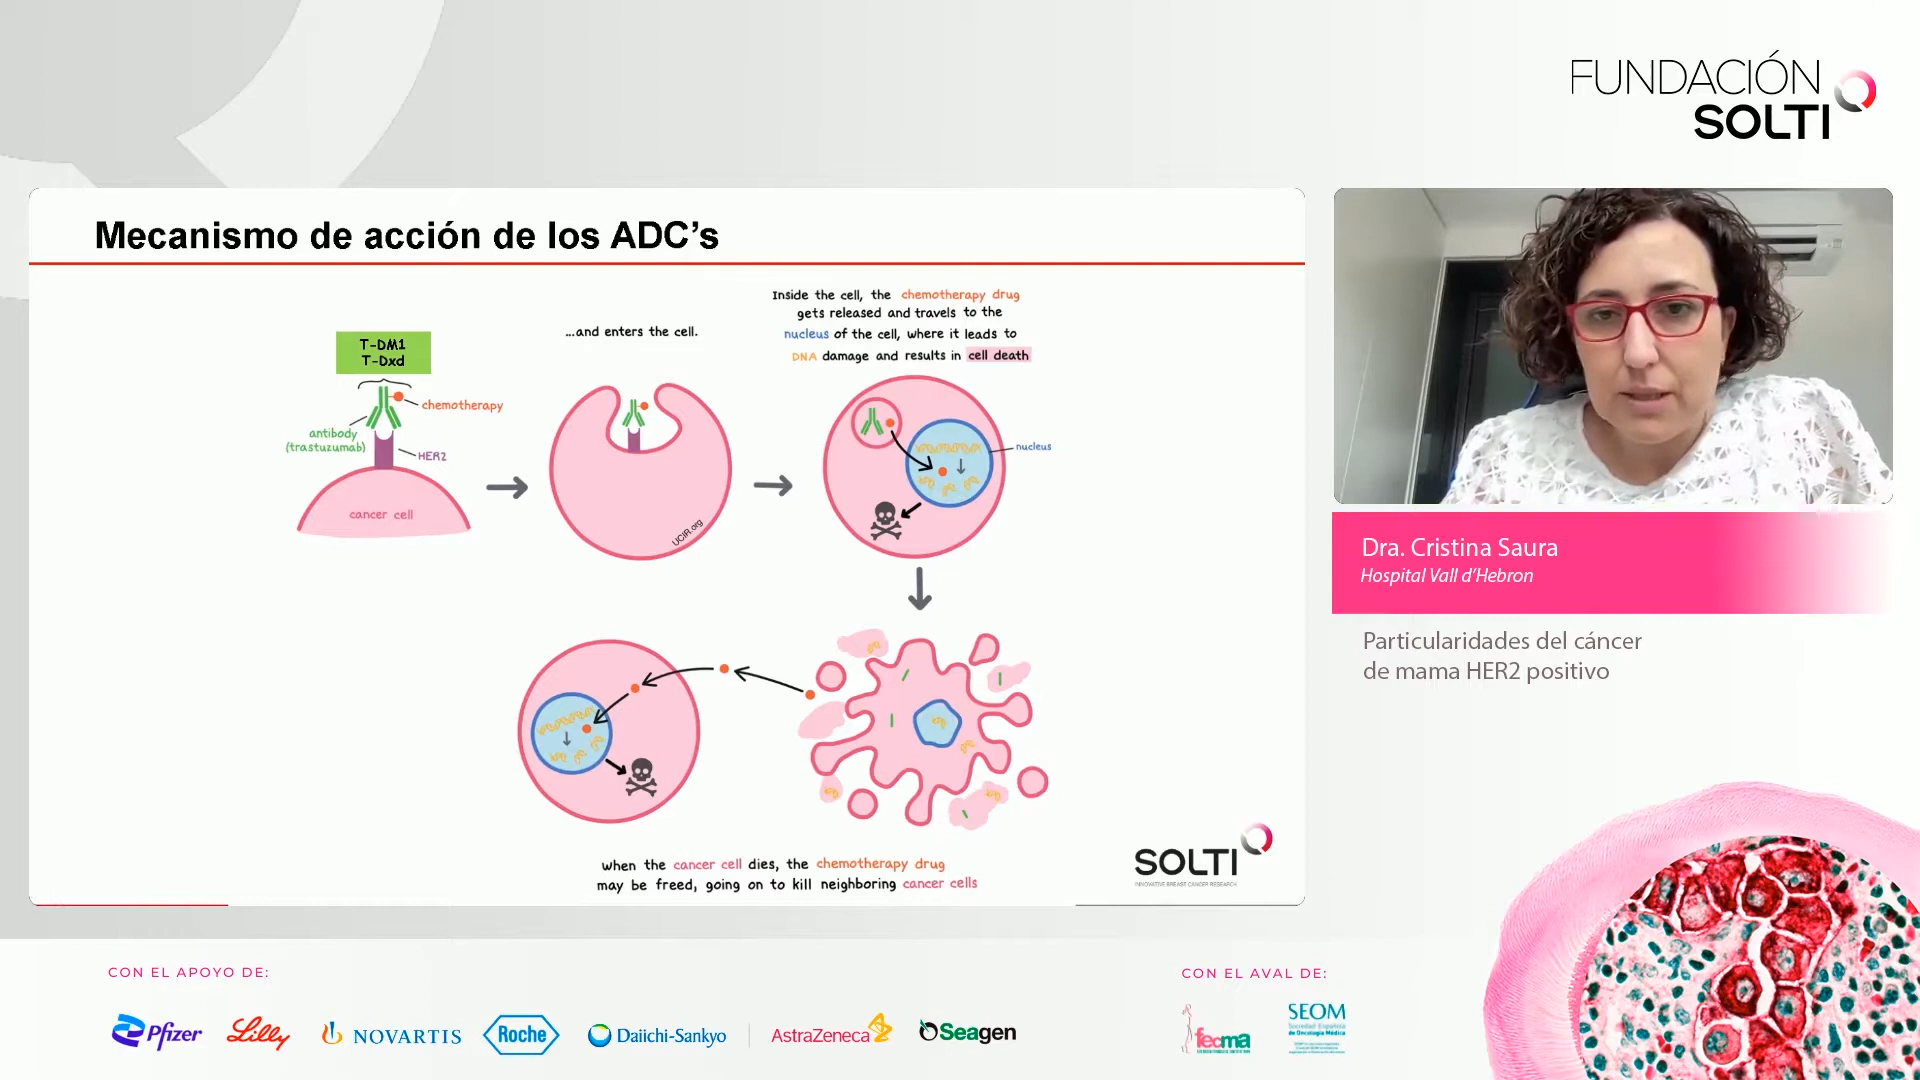 FUNDACIÓN
SOLTI
Mecanismo de acción de los ADC's
T-DM1
T-Dxd
chemotherapy
antibody
(trastuzumab)
HER2
cancer cell
...and enters the cell.
UCIR.org
Inside the cell, the chemotherapy drug
gets released and travels to the
nucleus of the cell, where it leads to
DNA damage and results in cell death
nucleus
when the cancer cell dies, the chemotherapy drug
may be freed, going on to kill neighboring cancer cells
SOLTI
INNOVATIVE BREAST CANCER RESEARCH
Dra. Cristina Saura
Hospital Vall d'Hebron
Particularidades del cáncer
de mama HER2 positivo
CON EL APOYO DE:
Pfizer
Lilly
NOVARTIS
Roche
Daiichi-Sankyo
AstraZeneca
Seagen
CON EL AVAL DE:
fecma
SEOM
Sociedad Española
de Oncología Médica